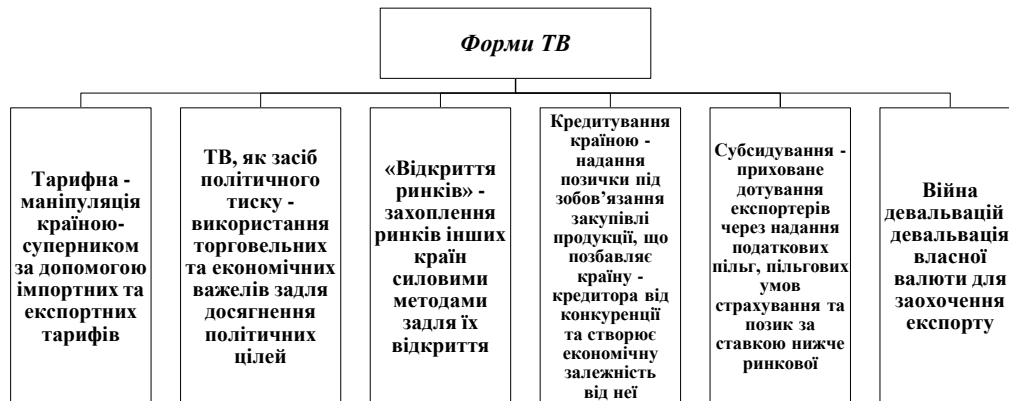 Форми ТВ
Тарифна -
маніпуляція
країною-
суперником
за допомогою
імпортних та
експортних
тарифів
ТВ, як засіб
політичного
тиску -
використання
торговельних
та економічних
важелів задля
досягнення
політичних
цілей
«Відкриття
ринків» -
захоплення
ринків інших
країн
силовими
методами
задля їх
відкриття
Кредитування
країною -
надання
позички під
зобов’язання
закупівлі
продукції, що
позбавляє
країну -
кредитора від
конкуренції
та створює
економічну
залежність
від неї
Субсидування -
приховане
дотування
експортерів
через надання
податкових
пільг, пільгових
умов
страхування та
позик за
ставкою нижче
ринкової
Війна
девальвацій -
девальвація
власної
валюти для
заохочення
експорту